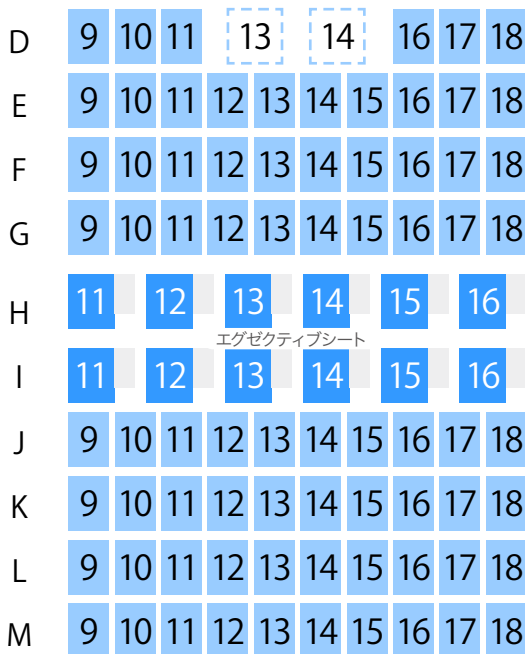 D 9 10 11 13 14 16 17 18
E 9 10 11 12 13 14 15 16 17 18
F 9 10 11 12 13 14 15 16 17 18
G 9 10 11 12 13 14 15 16 17 18
H 11 12 13 14 15 16
エグゼクティブシート
I 11 12 13 14 15 16
J 9 10 11 12 13 14 15 16 17 18
K 9 10 11 12 13 14 15 16 17 18
L 9 10 11 12 13 14 15 16 17 18
M 9 10 11 12 13 14 15 16 17 18